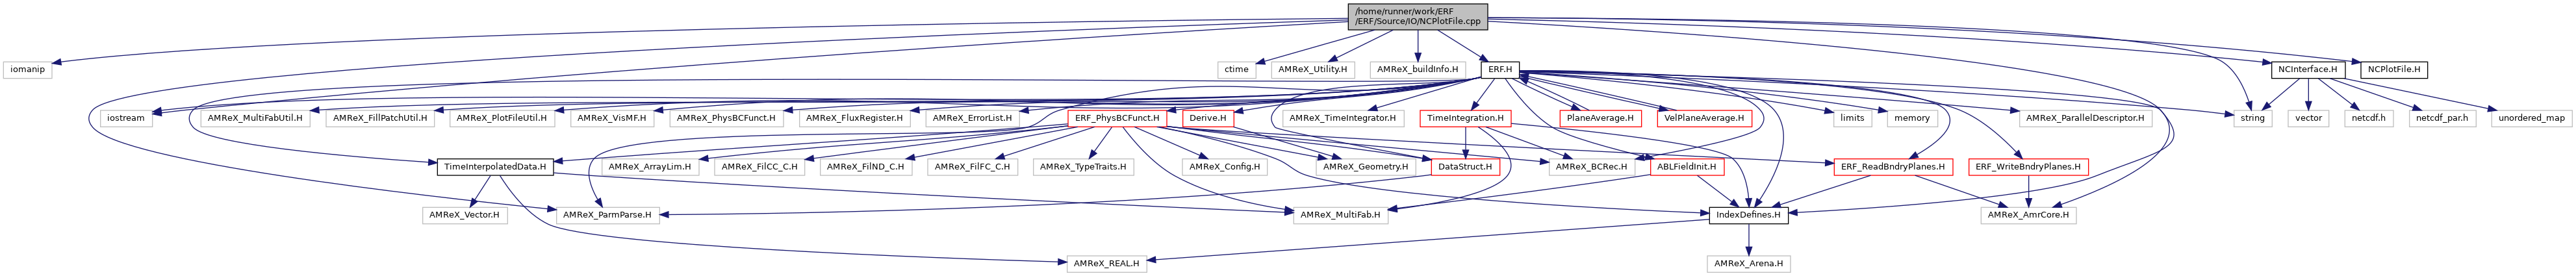 /home/runner/work/ERF
/ERF/Source/IO/NCPlotFile.cpp
iomanip
ctime
AMReX_Utility.H
AMReX_buildInfo.H
ERF.H
NCInterface.H
NCPlotFile.H
iostream
AMReX_MultiFabUtil.H
AMReX_FillPatchUtil.H
AMReX_PlotFileUtil.H
AMReX_VisMF.H
AMReX_PhysBCFunct.H
AMReX_FluxRegister.H
AMReX_ErrorList.H
ERF_PhysBCFunct.H
Derive.H
AMReX_TimeIntegrator.H
TimeIntegration.H
PlaneAverage.H
VelPlaneAverage.H
limits
memory
AMReX_ParallelDescriptor.H
string
vector
netcdf.h
netcdf_par.h
unordered_map
TimeInterpolatedData.H
AMReX_ArrayLim.H
AMReX_FilCC_C.H
AMReX_FilND_C.H
AMReX_FilFC_C.H
AMReX_TypeTraits.H
AMReX_Config.H
AMReX_Geometry.H
DataStruct.H
AMReX_BCRec.H
ABLFieldInit.H
ERF_ReadBndryPlanes.H
ERF_WriteBndryPlanes.H
AMReX_Vector.H
AMReX_ParmParse.H
AMReX_MultiFab.H
IndexDefines.H
AMReX_AmrCore.H
AMReX_REAL.H
AMReX_Arena.H